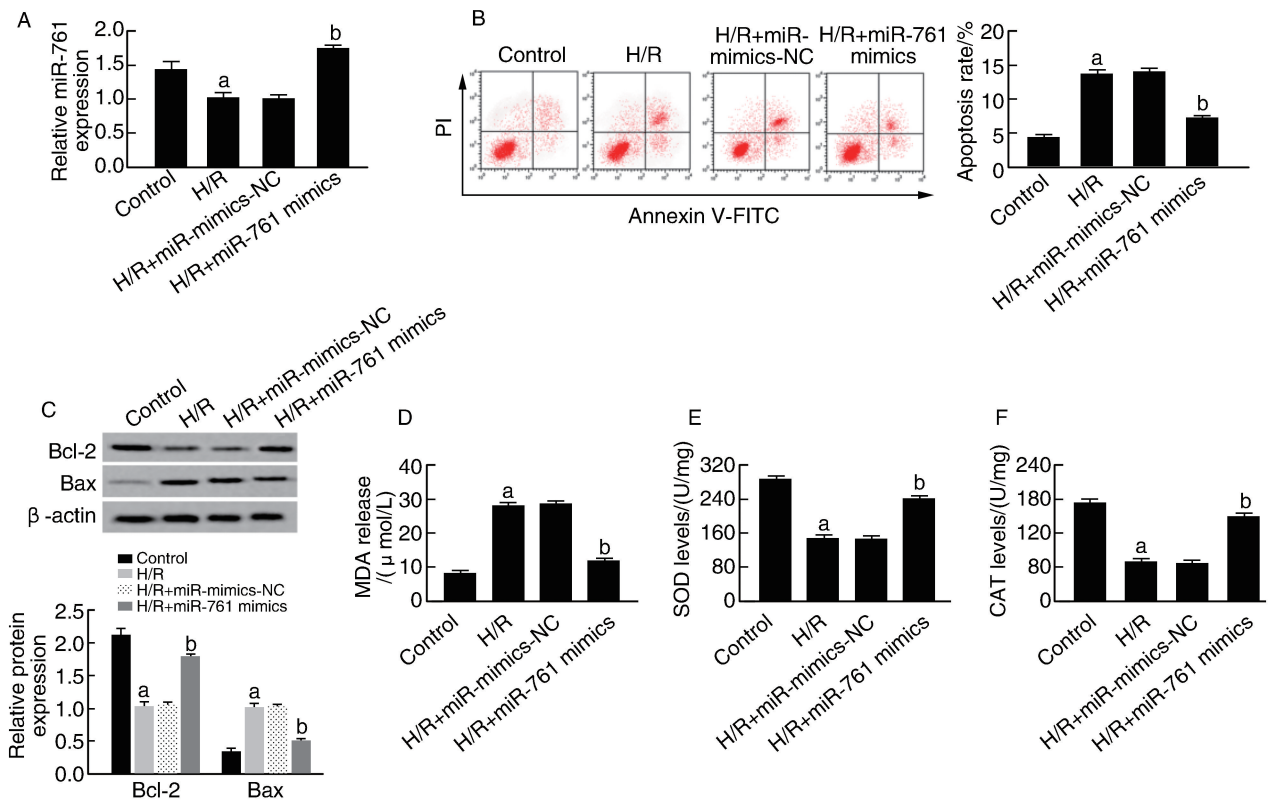 A
Relative miR-761
expression
2.0
1.5
1.0
0.5
0.0
a
b
Control
H/R
H/R+miR-mimics-NC
H/R+miR-761 mimics
B
Control
H/R
H/R+miR-
mimics-NC
H/R+miR-761
mimics
PI
Annexin V-FITC
Apoptosis rate/%
20
15
10
5
0
a
b
Control
H/R
H/R+miR-mimics-NC
H/R+miR-761 mimics
C
Control
H/R
H/R+miR-mimics-NC
H/R+miR-761 mimics
Bcl-2
Bax
β -actin
Control
H/R
H/R+miR-mimics-NC
H/R+miR-761 mimics
Relative protein
expression
2.5
2.0
1.5
1.0
0.5
0.0
a
b
a
b
Bcl-2
Bax
D
MDA release
/( μ mol/L)
40
30
20
10
0
a
b
Control
H/R
H/R+miR-mimics-NC
H/R+miR-761 mimics
E
SOD levels/(U/mg)
320
240
160
80
0
a
b
Control
H/R
H/R+miR-mimics-NC
H/R+miR-761 mimics
F
CAT levels/(U/mg)
240
180
120
80
0
a
b
Control
H/R
H/R+miR-mimics-NC
H/R+miR-761 mimics